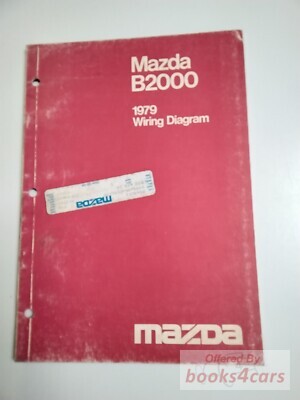 Mazda
B2000
1979
Wiring Diagram
mazda
mazda
Offered By
books4cars